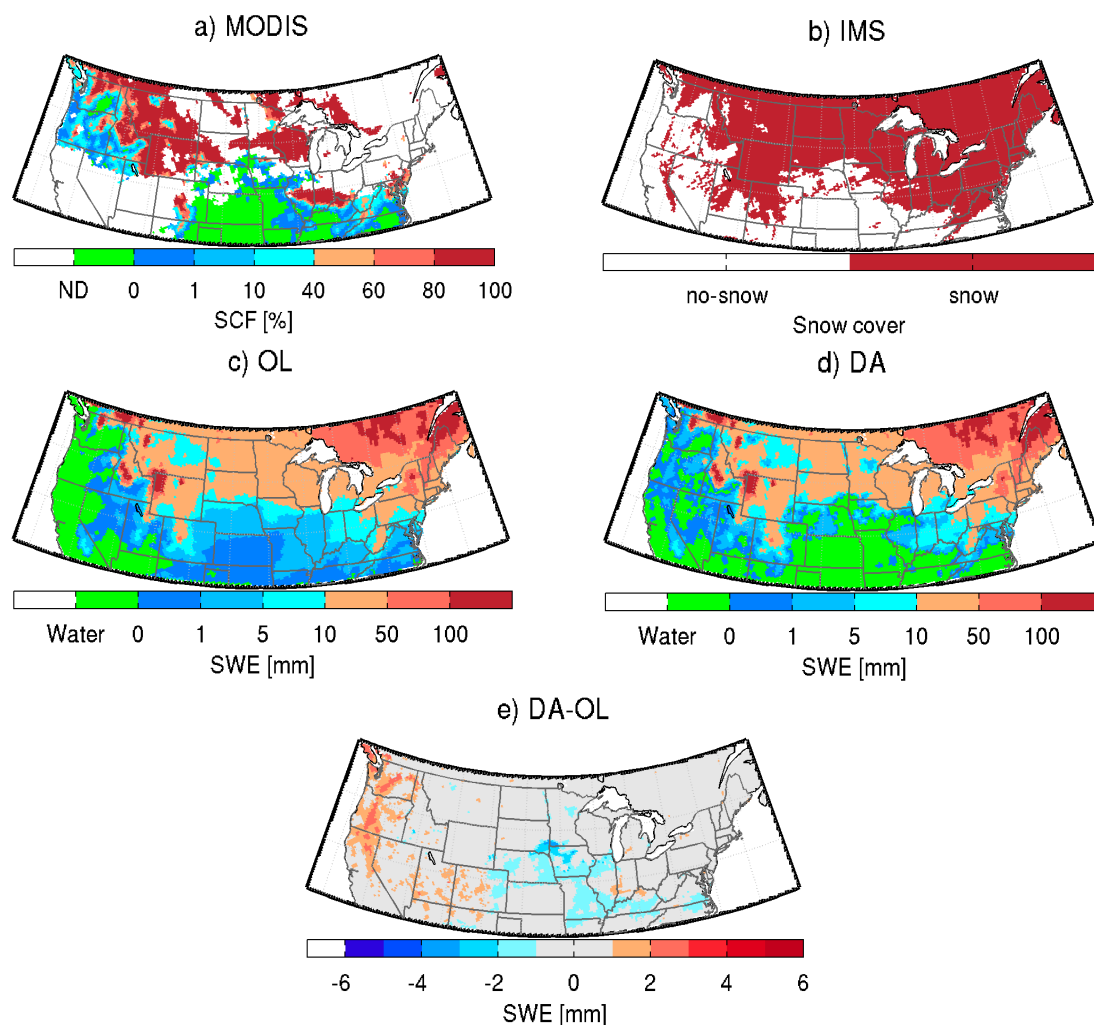 a) MODIS
b) IMS
ND 0 1 10 40 60 80 100
SCF [%]
no-snow snow
Snow cover
c) OL
d) DA
Water 0 1 5 10 50 100
SWE [mm]
Water 0 1 5 10 50 100
SWE [mm]
e) DA-OL
-6 -4 -2 0 2 4 6
SWE [mm]